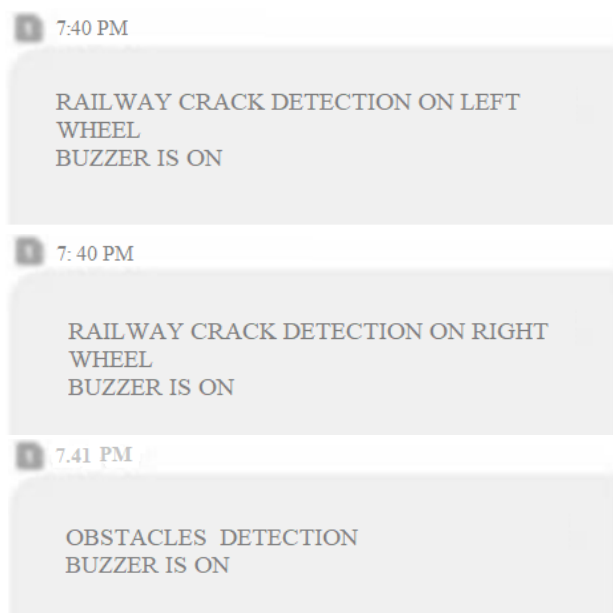 7:40 PM
RAILWAY CRACK DETECTION ON LEFT
WHEEL
BUZZER IS ON
7: 40 PM
RAILWAY CRACK DETECTION ON RIGHT
WHEEL
BUZZER IS ON
7.41 PM
OBSTACLES DETECTION
BUZZER IS ON